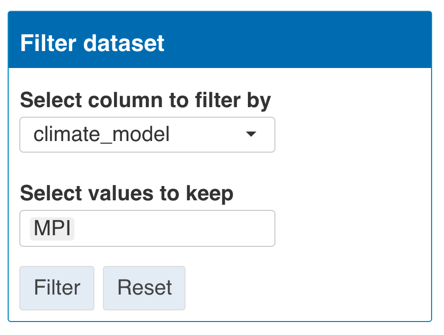 Filter dataset
Select column to filter by
climate_model
Select values to keep
MPI
Filter Reset